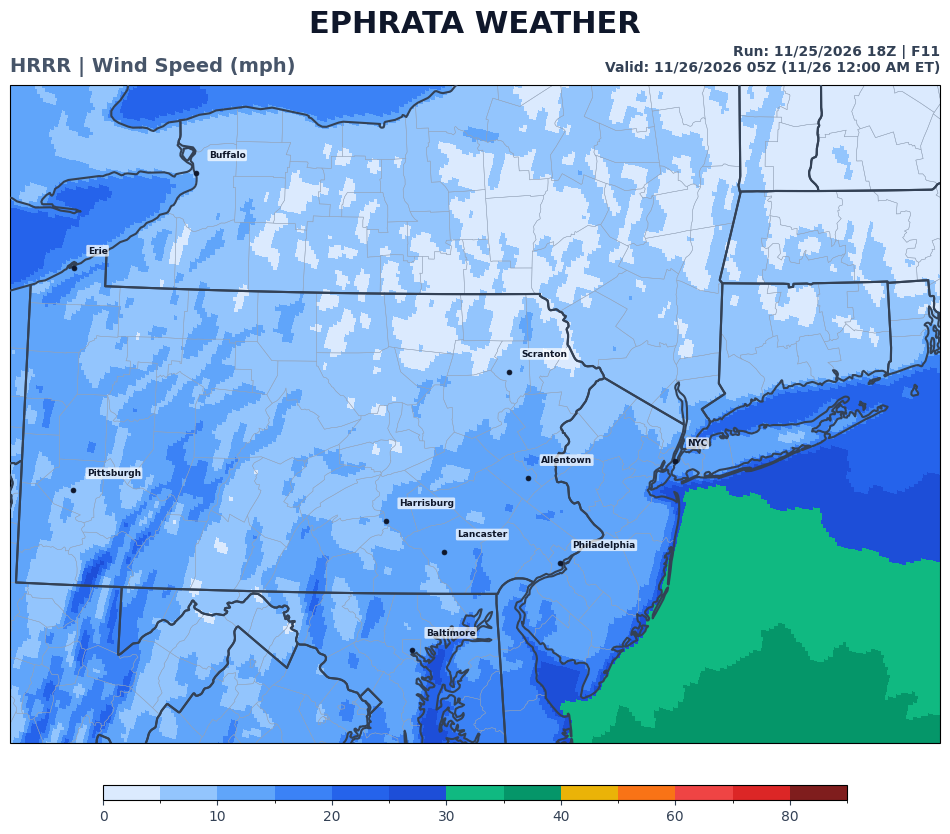 EPHRATA WEATHER
HRRR | Wind Speed (mph)
Run: 11/25/2026 18Z | F11
Valid: 11/26/2026 05Z (11/26 12:00 AM ET)
Buffalo
Erie
Scranton
NYC
Allentown
Pittsburgh
Harrisburg
Lancaster
Philadelphia
Baltimore
0 10 20 30 40 50 60 70 80